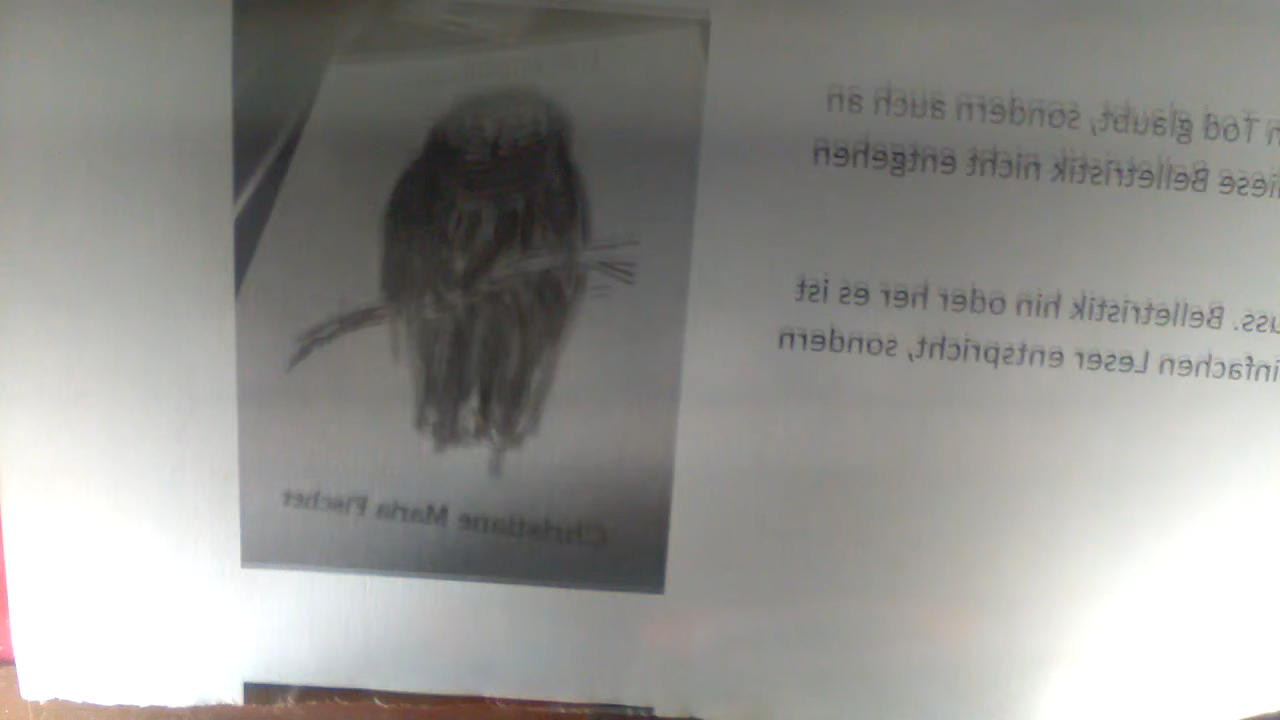 n Tod glaubt, sondern auch an
iese Belletristik nicht entgehen
uss. Belletristik hin oder her es ist
infachen Leser entspricht, sondern
Christiane Maria Fischer